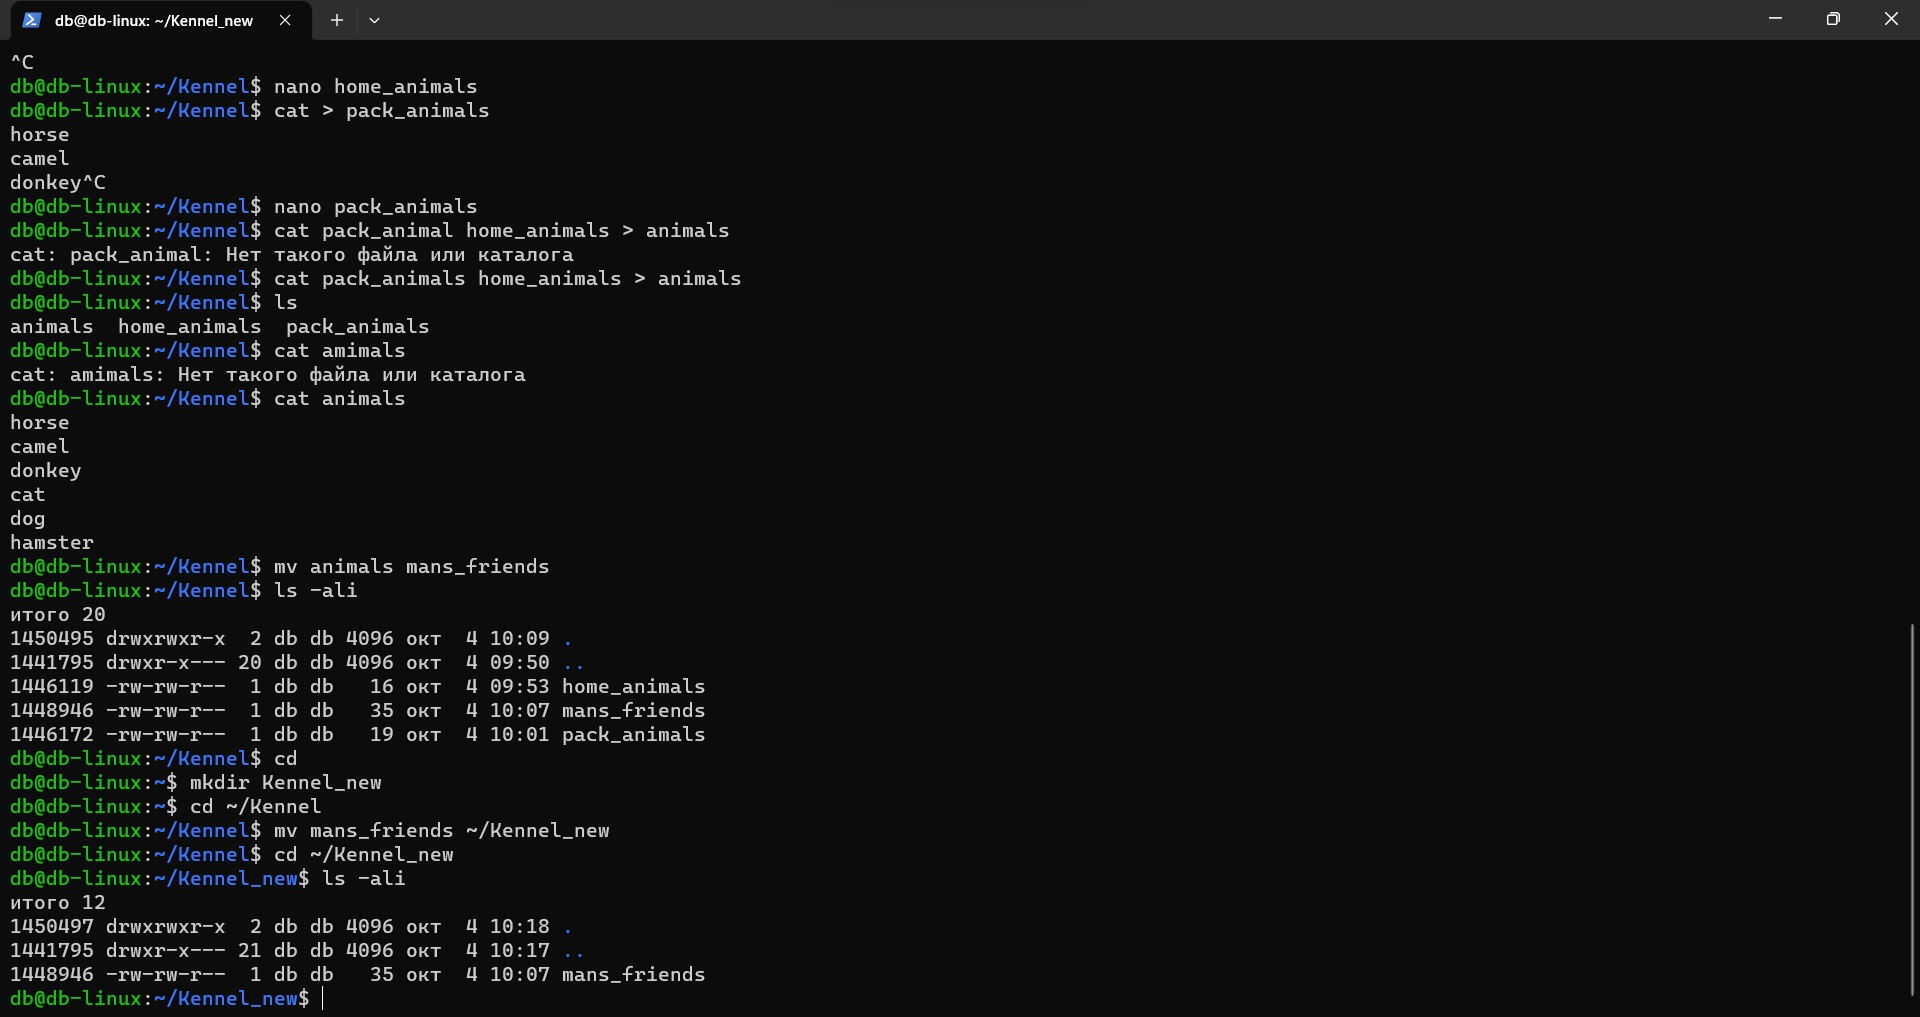 db@db-linux: ~/Kennel_new
^C
db@db-linux:~/Kennel$ nano home_animals
db@db-linux:~/Kennel$ cat > pack_animals
horse
camel
donkey^C
db@db-linux:~/Kennel$ nano pack_animals
db@db-linux:~/Kennel$ cat pack_animal home_animals > animals
cat: pack_animal: Нет такого файла или каталога
db@db-linux:~/Kennel$ cat pack_animals home_animals > animals
db@db-linux:~/Kennel$ ls
animals  home_animals  pack_animals
db@db-linux:~/Kennel$ cat amimals
cat: amimals: Нет такого файла или каталога
db@db-linux:~/Kennel$ cat animals
horse
camel
donkey
cat
dog
hamster
db@db-linux:~/Kennel$ mv animals mans_friends
db@db-linux:~/Kennel$ ls -ali
итого 20
1450495 drwxrwxr-x  2 db db 4096 окт  4 10:09 .
1441795 drwxr-x--- 20 db db 4096 окт  4 09:50 ..
1446119 -rw-rw-r--  1 db db   16 окт  4 09:53 home_animals
1448946 -rw-rw-r--  1 db db   35 окт  4 10:07 mans_friends
1446172 -rw-rw-r--  1 db db   19 окт  4 10:01 pack_animals
db@db-linux:~/Kennel$ cd
db@db-linux:~$ mkdir Kennel_new
db@db-linux:~$ cd ~/Kennel
db@db-linux:~/Kennel$ mv mans_friends ~/Kennel_new
db@db-linux:~/Kennel$ cd ~/Kennel_new
db@db-linux:~/Kennel_new$ ls -ali
итого 12
1450497 drwxrwxr-x  2 db db 4096 окт  4 10:18 .
1441795 drwxr-x--- 21 db db 4096 окт  4 10:17 ..
1448946 -rw-rw-r--  1 db db   35 окт  4 10:07 mans_friends
db@db-linux:~/Kennel_new$